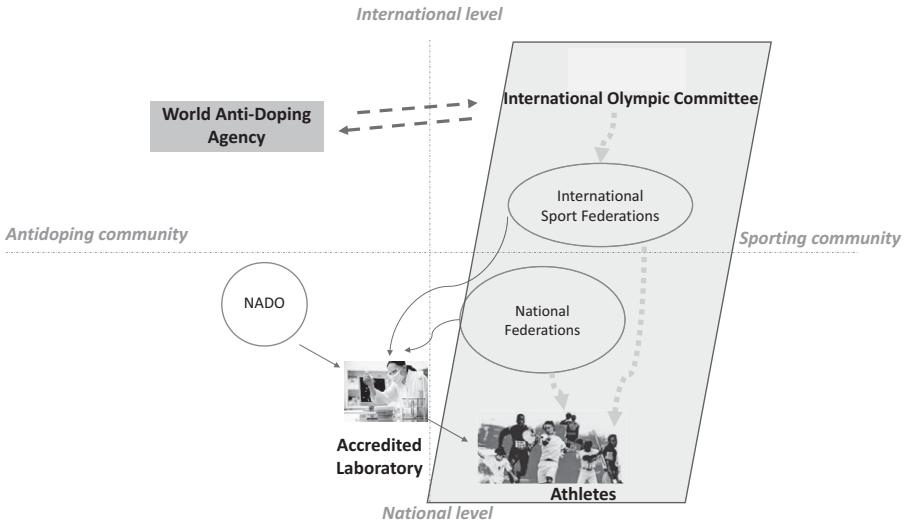 International level
World Anti-Doping
Agency
International Olympic Committee
International
Sport Federations
Antidoping community
Sporting community
NADO
National
Federations
Accredited
Laboratory
Athletes
National level